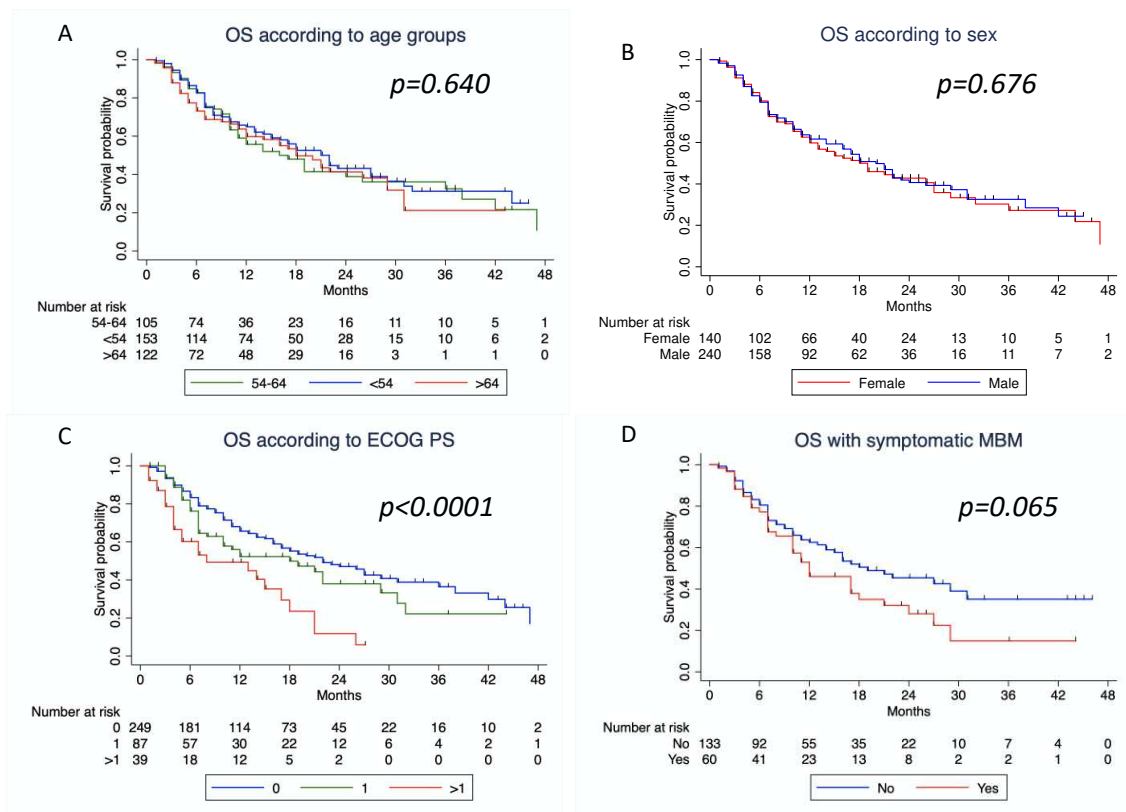 A
OS according to age groups
p=0.640
Survival probability
1.0
0.8
0.6
0.4
0.2
0.0
0 6 12 18 24 30 36 42 48
Months
Number at risk
54-64 105 74 36 23 16 11 10 5 1
<54 153 114 74 50 28 15 10 6 2
>64 122 72 48 29 16 3 1 1 0
54-64 <54 >64
B
OS according to sex
p=0.676
Survival probability
1.0
0.8
0.6
0.4
0.2
0.0
0 6 12 18 24 30 36 42 48
Months
Number at risk
Female 140 102 66 40 24 13 10 5 1
Male 240 158 92 62 36 16 11 7 2
Female Male
C
OS according to ECOG PS
p<0.0001
Survival probability
1.0
0.8
0.6
0.4
0.2
0.0
0 6 12 18 24 30 36 42 48
Months
Number at risk
0 249 181 114 73 45 22 16 10 2
1 87 57 30 22 12 6 4 2 1
>1 39 18 12 5 2 0 0 0 0
0 1 >1
D
OS with symptomatic MBM
p=0.065
Survival probability
1.0
0.8
0.6
0.4
0.2
0.0
0 6 12 18 24 30 36 42 48
Months
Number at risk
No 133 92 55 35 22 10 7 4 0
Yes 60 41 23 13 8 2 2 1 0
No Yes